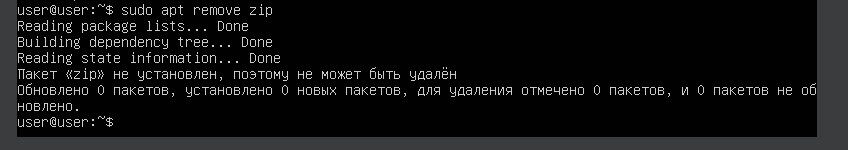 user@user:~$ sudo apt remove zip
Reading package lists... Done
Building dependency tree... Done
Reading state information... Done
Пакет «zip» не установлен, поэтому не может быть удалён
Обновлено 0 пакетов, установлено 0 новых пакетов, для удаления отмечено 0 пакетов, и 0 пакетов не об
новлено.
user@user:~$